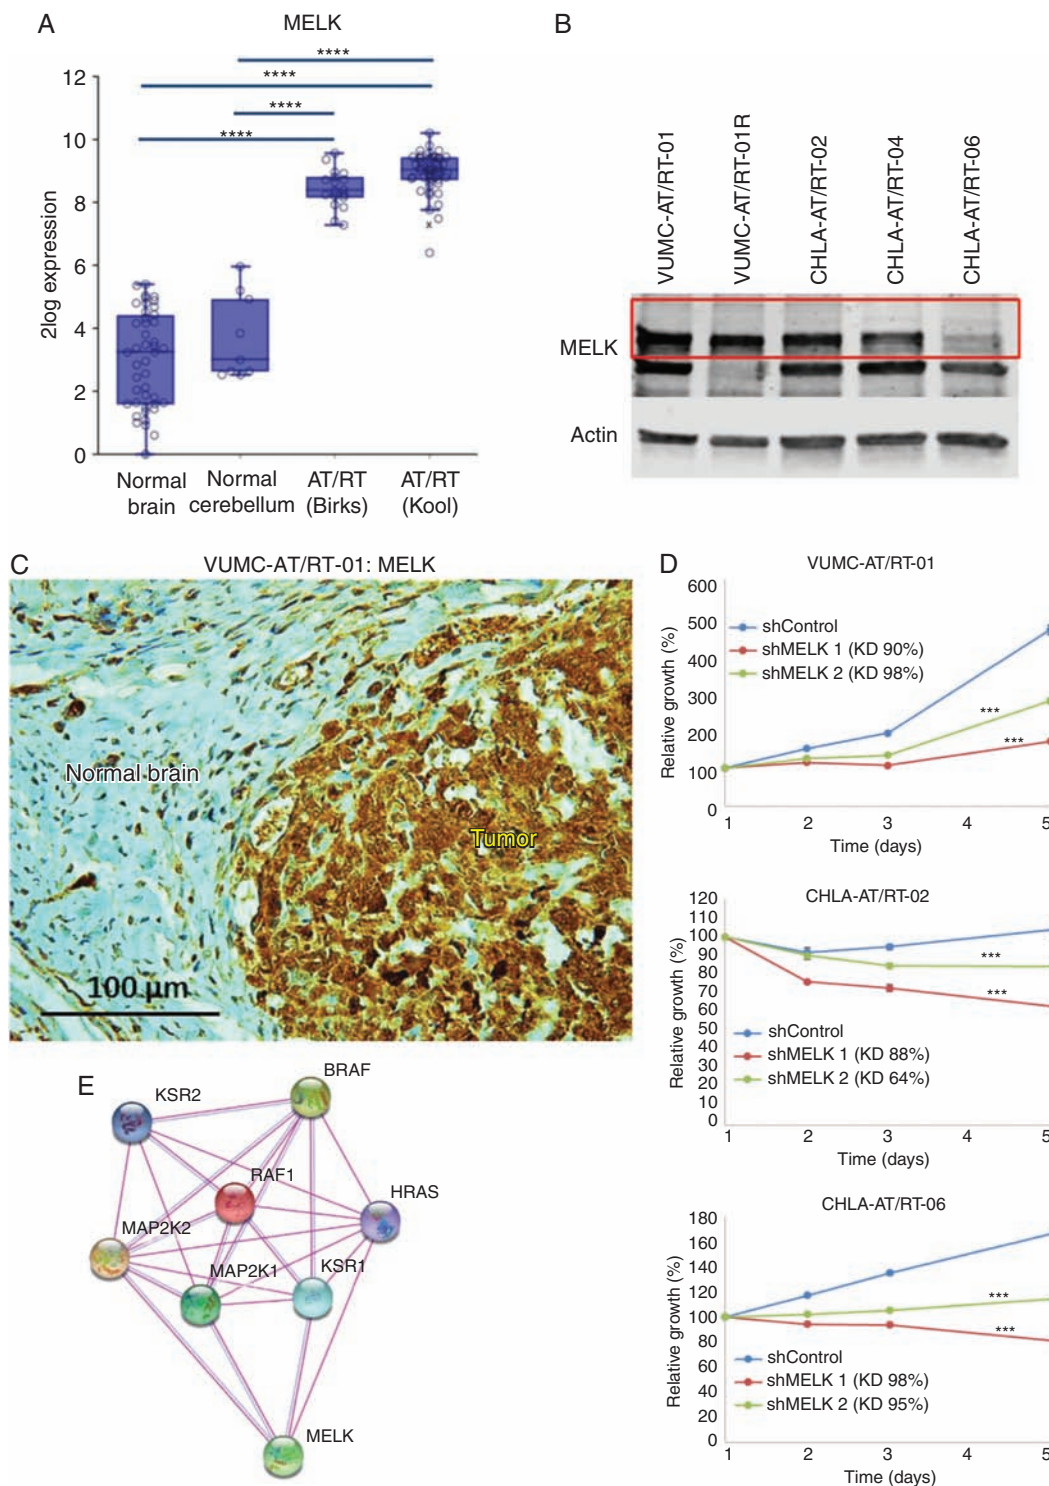 A
MELK
****
****
****
****
12
10
8
6
4
2
0
2log expression
x
Normal brain
Normal cerebellum
AT/RT (Birks)
AT/RT (Kool)
B
VUMC-AT/RT-01
VUMC-AT/RT-01R
CHLA-AT/RT-02
CHLA-AT/RT-04
CHLA-AT/RT-06
MELK
Actin
C
VUMC-AT/RT-01: MELK
Normal brain
Tumor
100 µm
D
VUMC-AT/RT-01
600
500
400
300
200
100
0
Relative growth (%)
shControl
shMELK 1 (KD 90%)
shMELK 2 (KD 98%)
***
***
1 2 3 4 5
Time (days)
CHLA-AT/RT-02
120
110
100
90
80
70
60
50
40
30
20
10
0
Relative growth (%)
***
***
shControl
shMELK 1 (KD 88%)
shMELK 2 (KD 64%)
1 2 3 4 5
Time (days)
CHLA-AT/RT-06
180
160
140
120
100
80
60
40
20
0
Relative growth (%)
***
***
shControl
shMELK 1 (KD 98%)
shMELK 2 (KD 95%)
1 2 3 4 5
Time (days)
E
KSR2
BRAF
RAF1
HRAS
MAP2K2
MAP2K1
KSR1
MELK